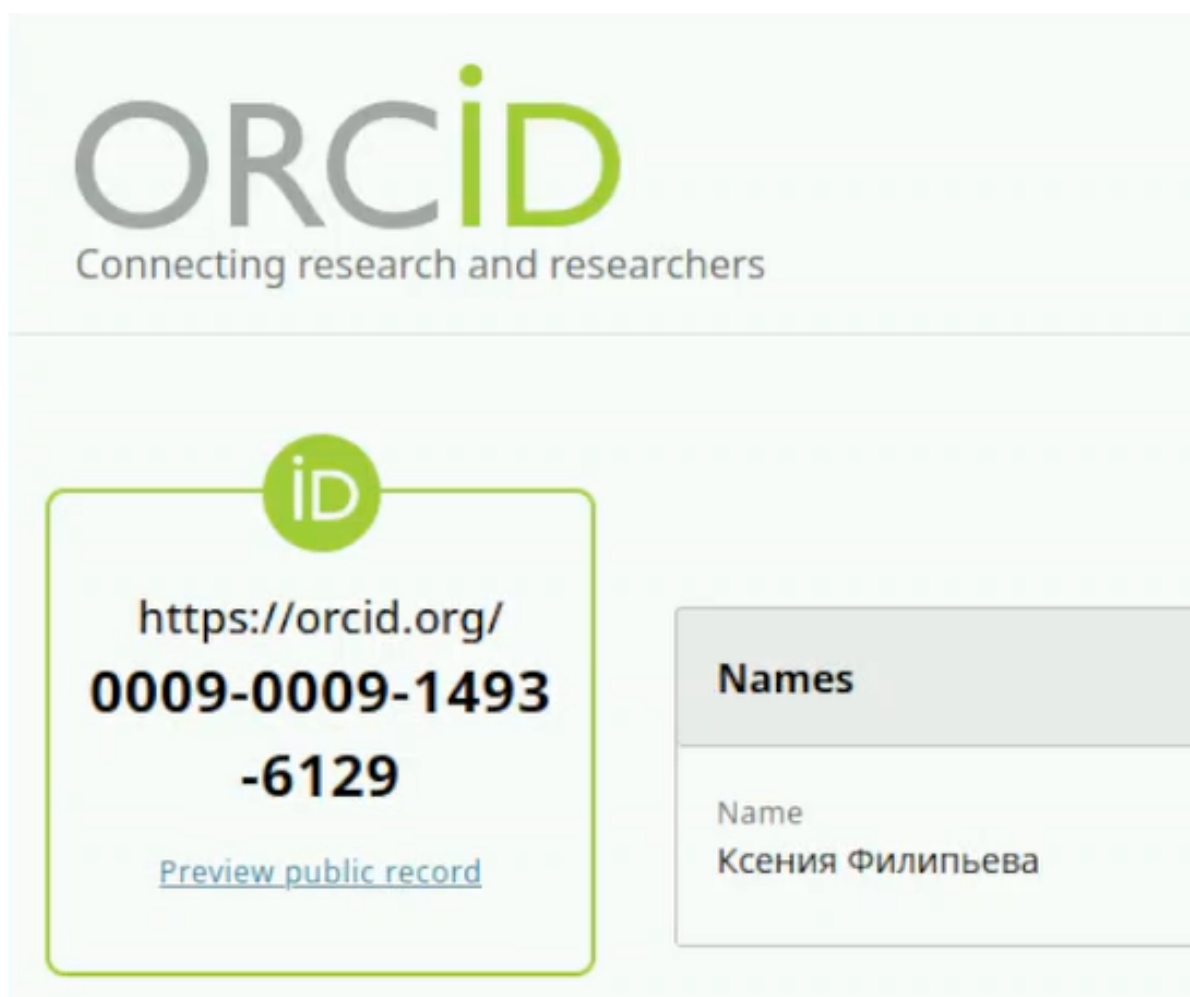 ORCiD
Connecting research and researchers
iD
https://orcid.org/
0009-0009-1493
-6129
Preview public record
Names
Name
Ксения Филипьева